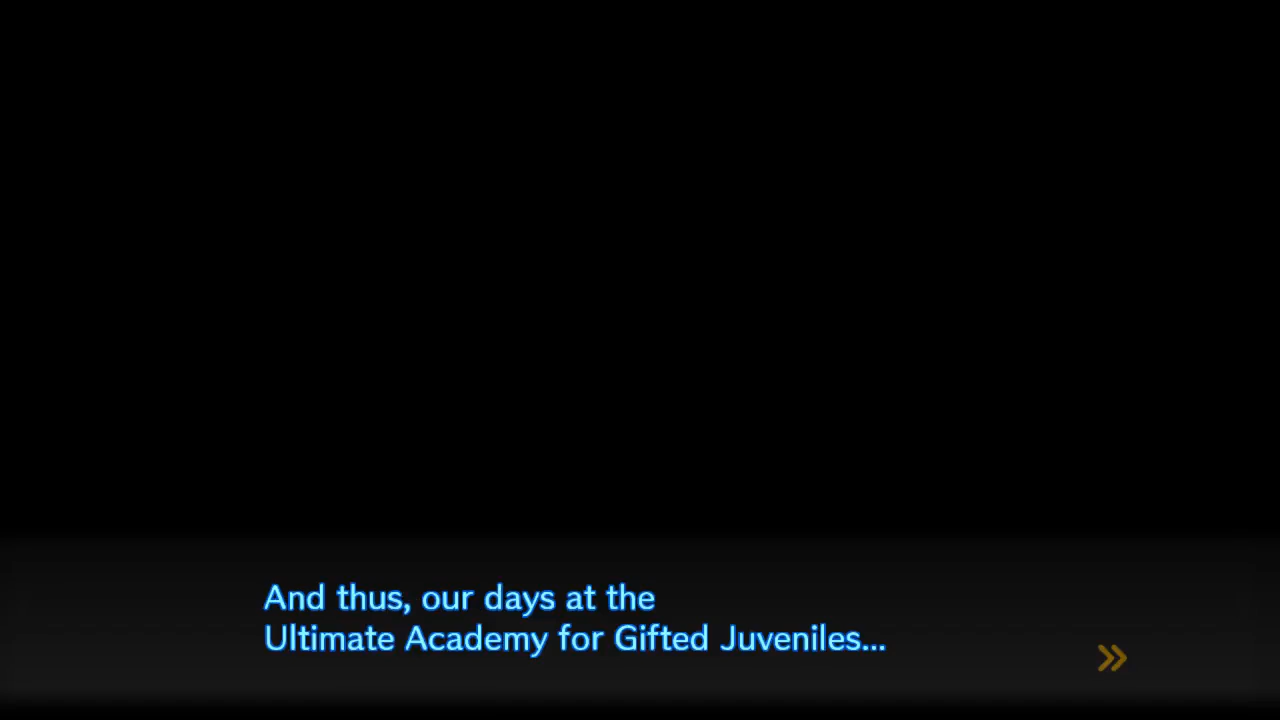 And thus, our days at the
Ultimate Academy for Gifted Juveniles...